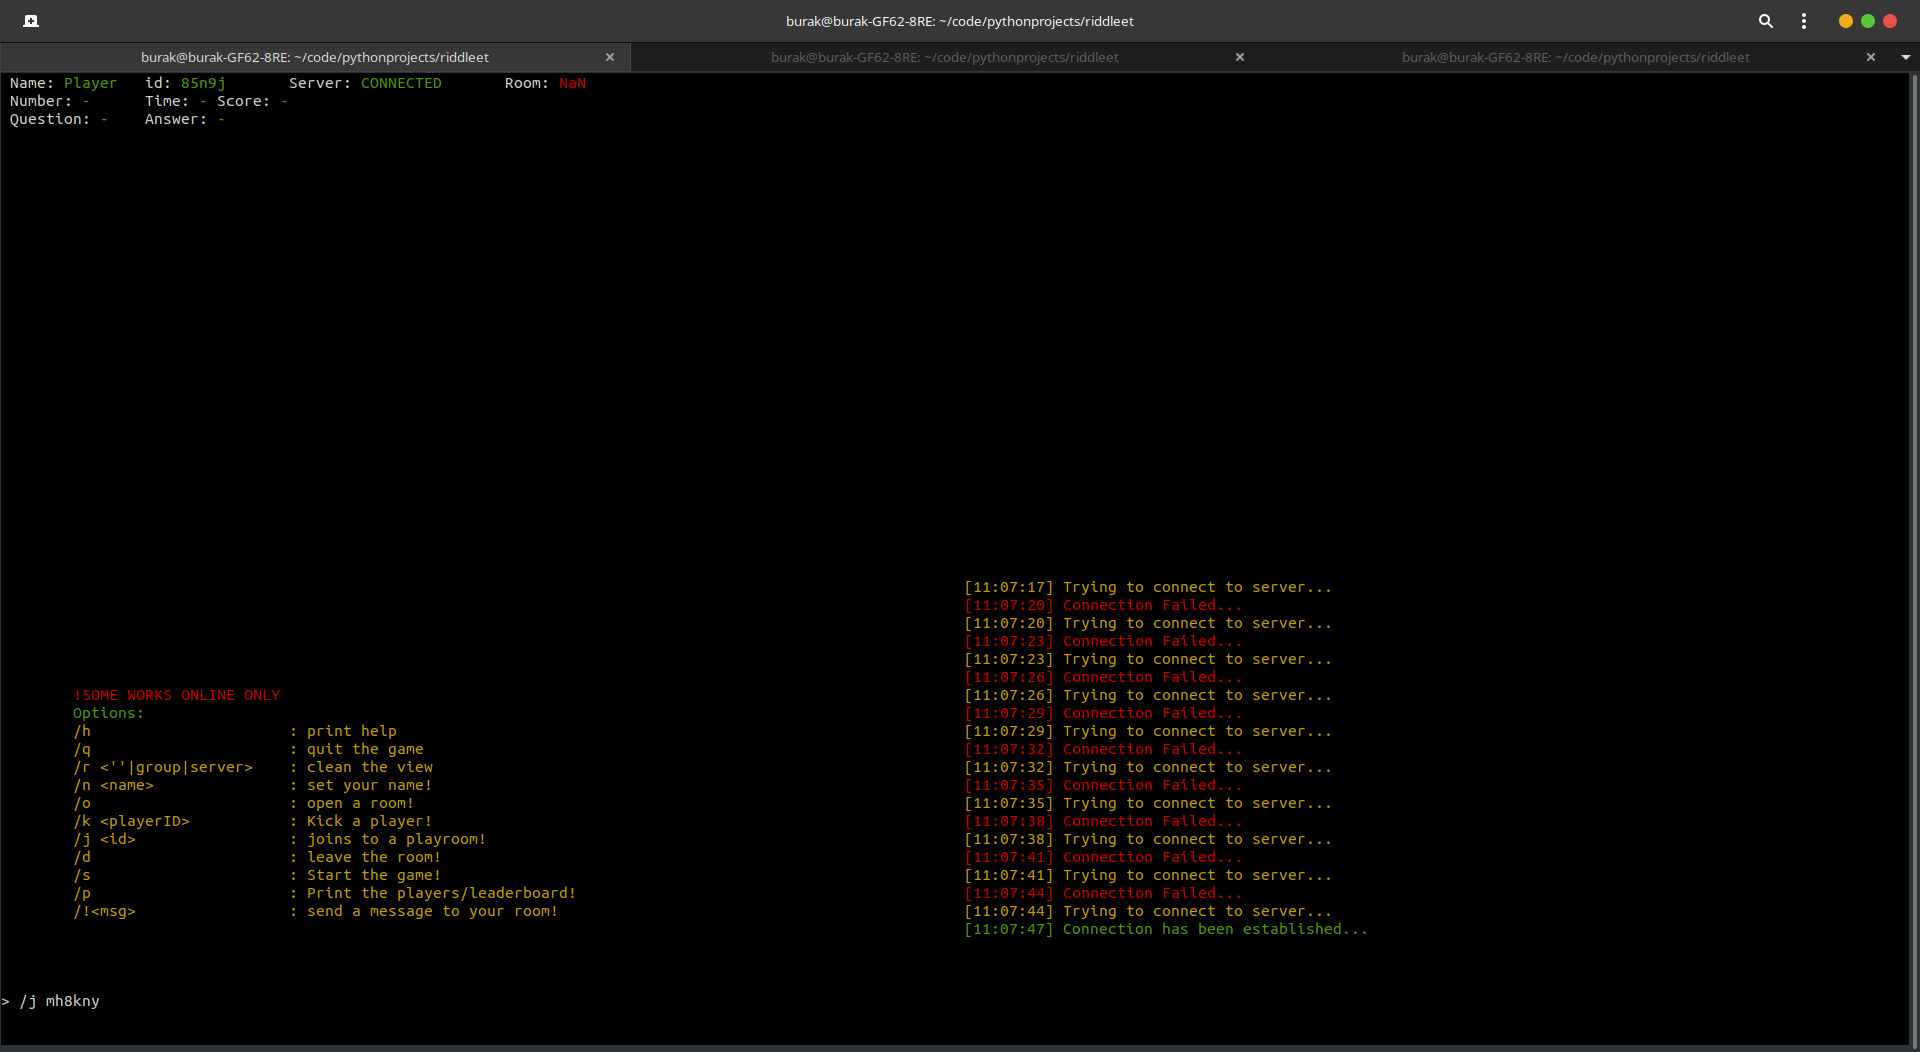 burak@burak-GF62-8RE: ~/code/pythonprojects/riddleet
burak@burak-GF62-8RE: ~/code/pythonprojects/riddleet
burak@burak-GF62-8RE: ~/code/pythonprojects/riddleet
burak@burak-GF62-8RE: ~/code/pythonprojects/riddleet
Name: Player id: 85n9j Server: CONNECTED Room: NaN
Number: - Time: - Score: -
Question: - Answer: -
!SOME WORKS ONLINE ONLY
Options:
/h : print help
/q : quit the game
/r <''|group|server> : clean the view
/n <name> : set your name!
/o : open a room!
/k <playerID> : Kick a player!
/j <id> : joins to a playroom!
/d : leave the room!
/s : Start the game!
/p : Print the players/leaderboard!
/!<msg> : send a message to your room!
[11:07:17] Trying to connect to server...
[11:07:20] Connection Failed...
[11:07:20] Trying to connect to server...
[11:07:23] Connection Failed...
[11:07:23] Trying to connect to server...
[11:07:26] Connection Failed...
[11:07:26] Trying to connect to server...
[11:07:29] Connection Failed...
[11:07:29] Trying to connect to server...
[11:07:32] Connection Failed...
[11:07:32] Trying to connect to server...
[11:07:35] Connection Failed...
[11:07:35] Trying to connect to server...
[11:07:38] Connection Failed...
[11:07:38] Trying to connect to server...
[11:07:41] Connection Failed...
[11:07:41] Trying to connect to server...
[11:07:44] Connection Failed...
[11:07:44] Trying to connect to server...
[11:07:47] Connection has been established...
> /j mh8kny